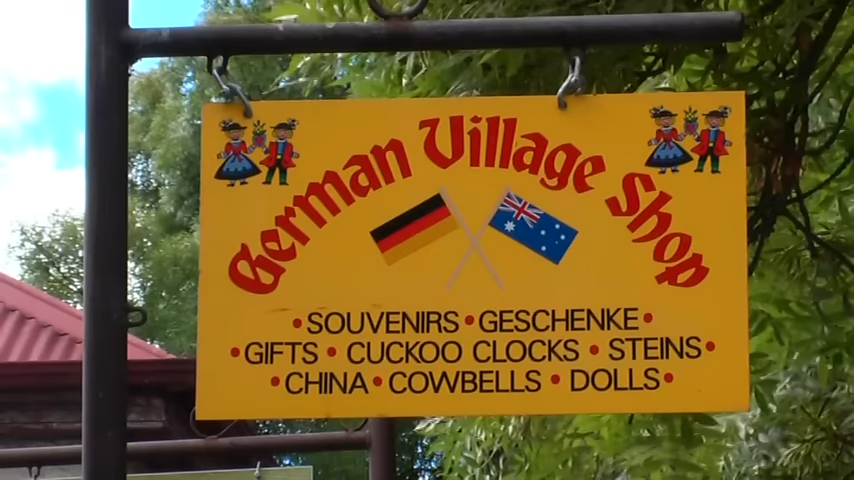 German Village Shop
•SOUVENIRS•GESCHENKE•
•GIFTS•CUCKOO CLOCKS•STEINS•
•CHINA•COWBELLS•DOLLS•